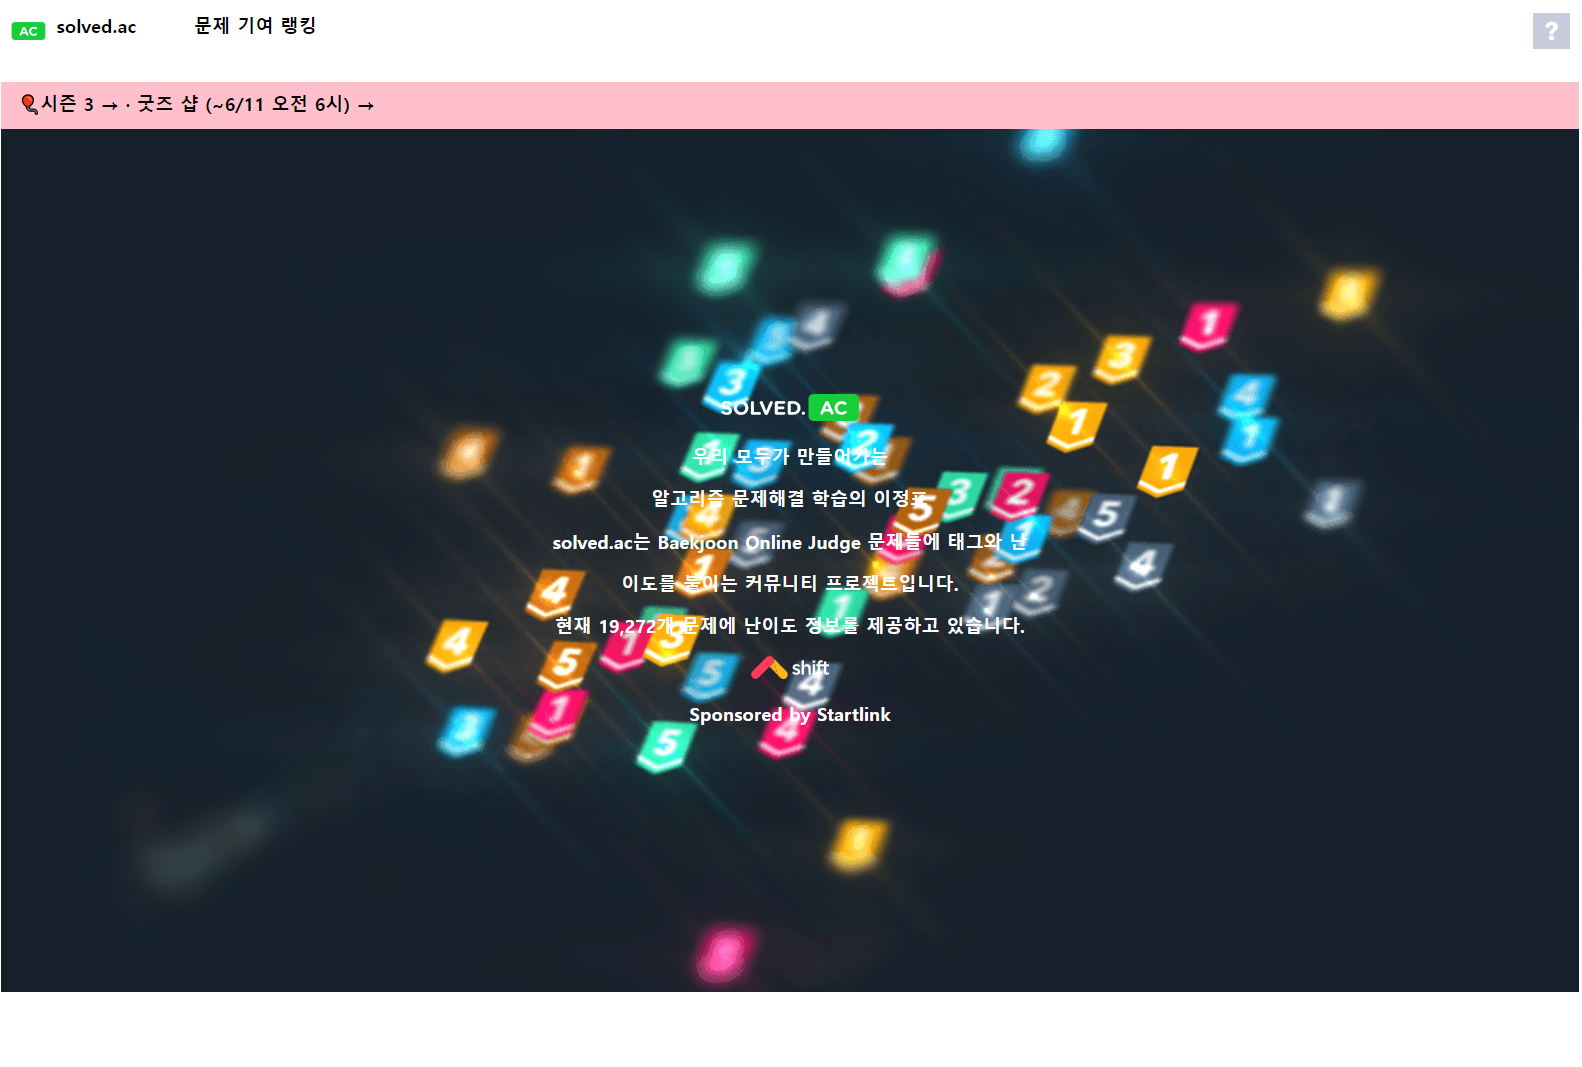 AC solved.ac 문제 기여 랭킹 ?
시즌 3 → · 굿즈 샵 (~6/11 오전 6시) →
SOLVED.AC
우리 모두가 만들어가는
알고리즘 문제해결 학습의 이정표
solved.ac는 Baekjoon Online Judge 문제들에 태그와 난
이도를 붙이는 커뮤니티 프로젝트입니다.
현재 19,272개 문제에 난이도 정보를 제공하고 있습니다.
shift
Sponsored by Startlink